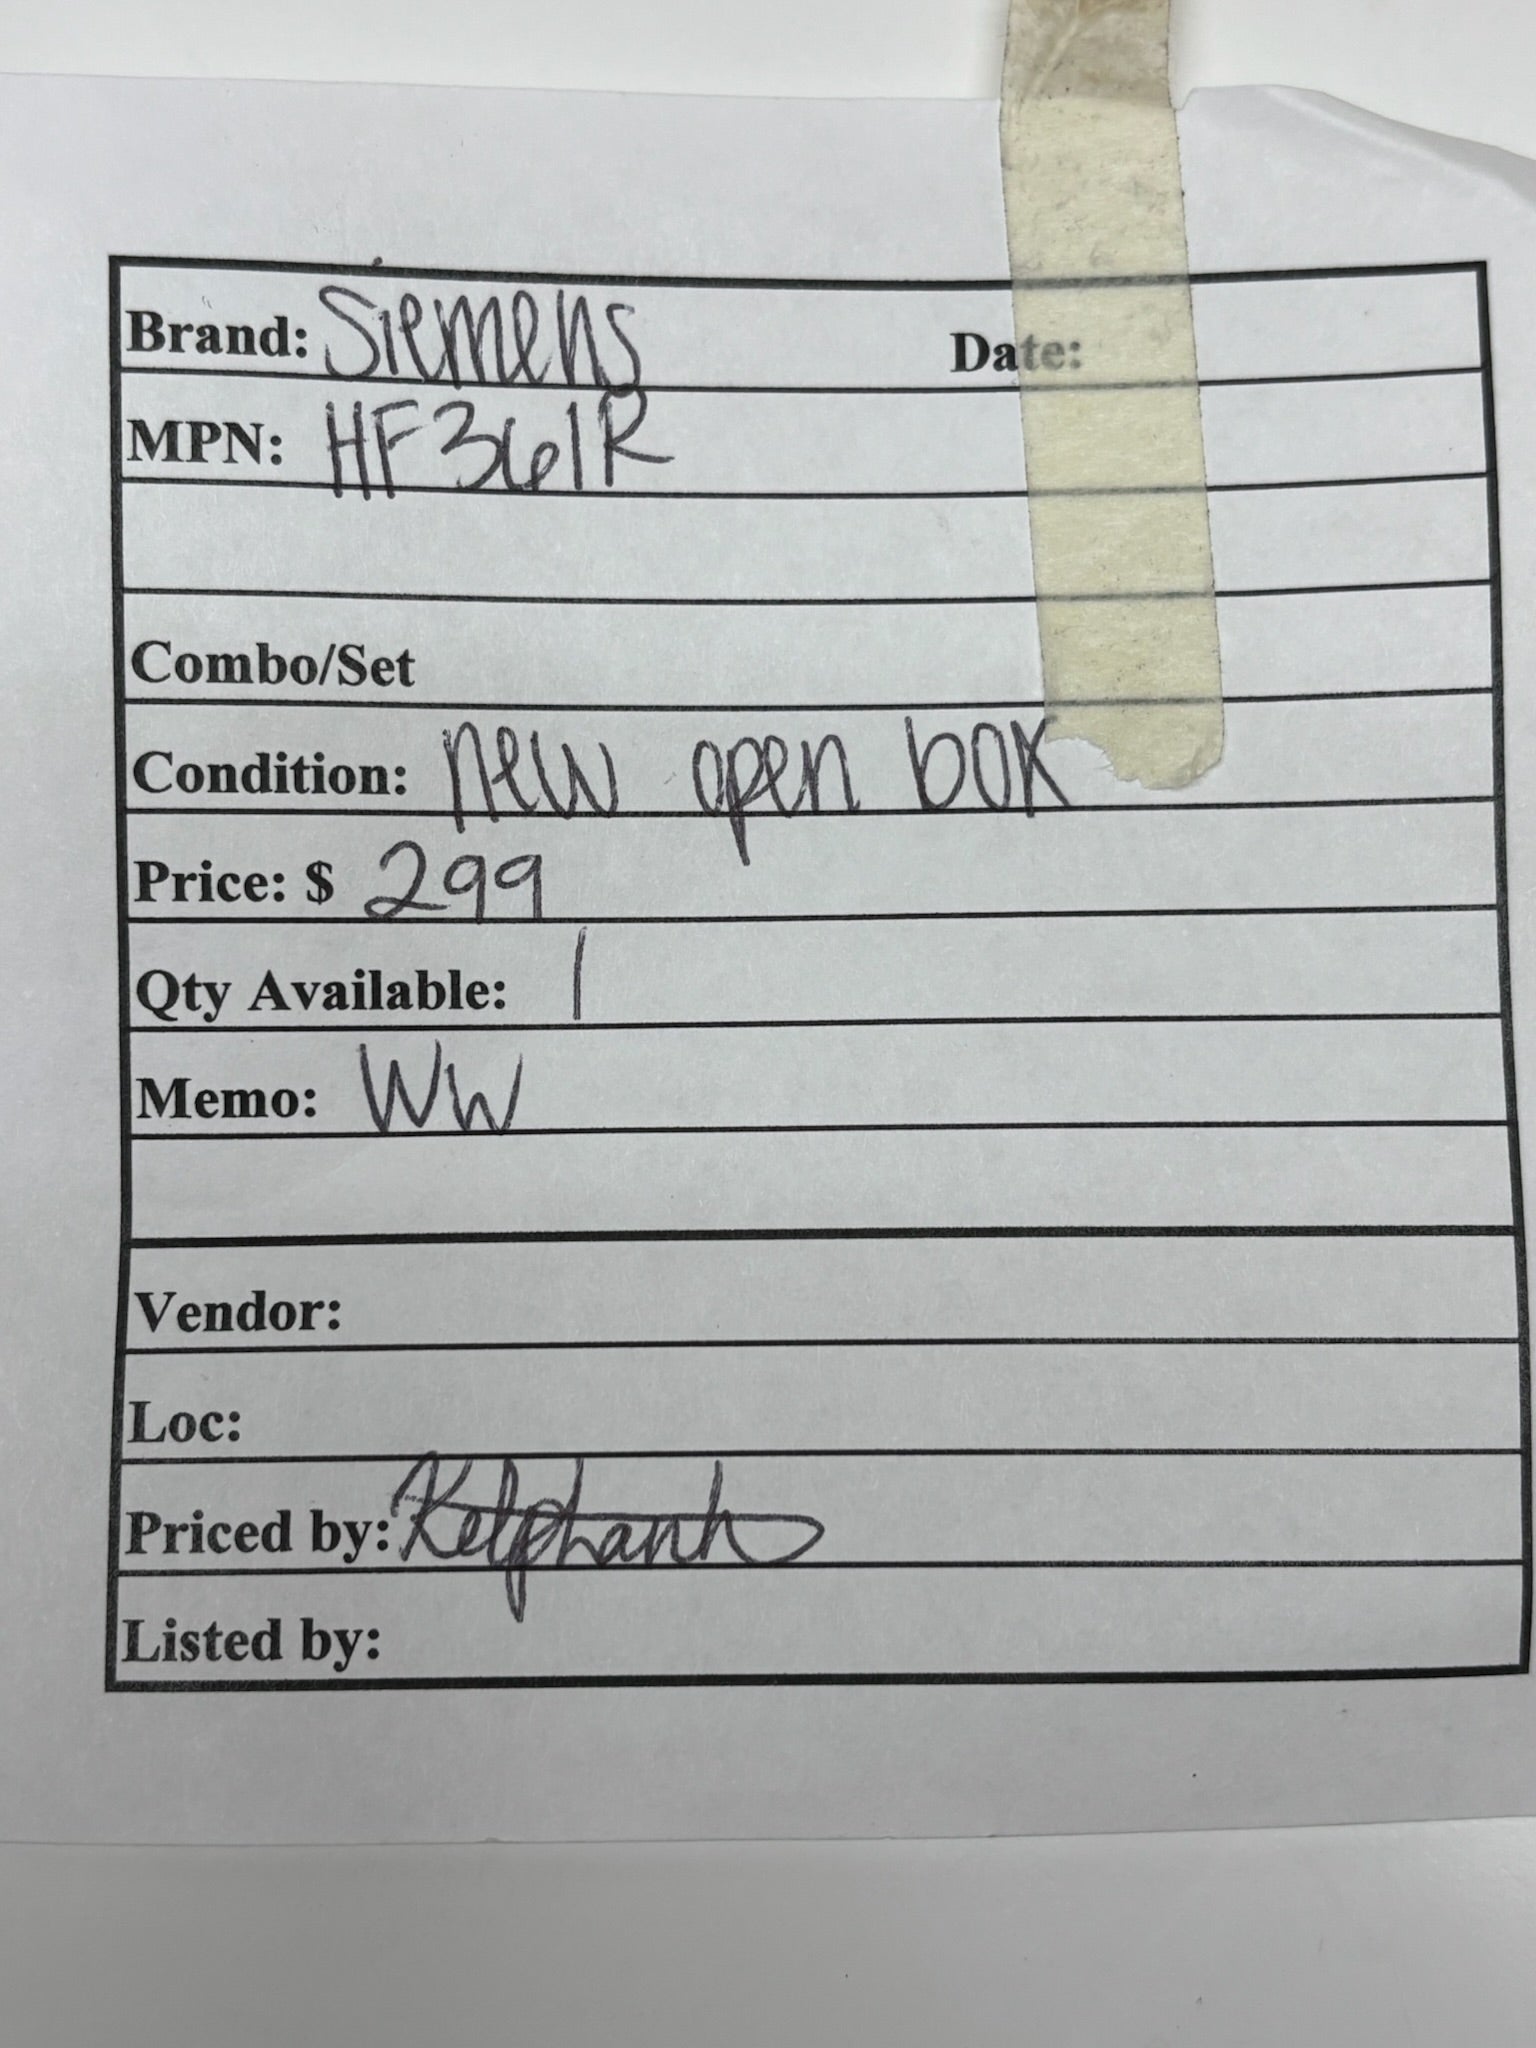 Brand: Siemens Date:
MPN: HF361R
Combo/Set
Condition: new open box
Price: $ 299
Qty Available: 1
Memo: WW
Vendor:
Loc:
Priced by:
Listed by: